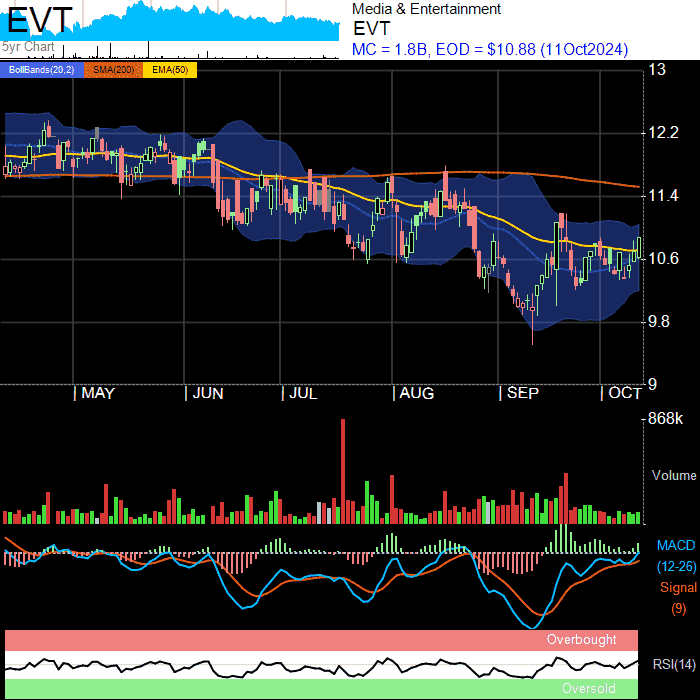 EVT
5yr Chart
Media & Entertainment
EVT
MC = 1.8B, EOD = $10.88 (11Oct2024)
BollBands(20,2) SMA(200) EMA(50)
13
12.2
11.4
10.6
9.8
9
MAY JUN JUL AUG SEP OCT
868k
Volume
MACD
(12-26)
Signal
(9)
Overbought
RSI(14)
Oversold